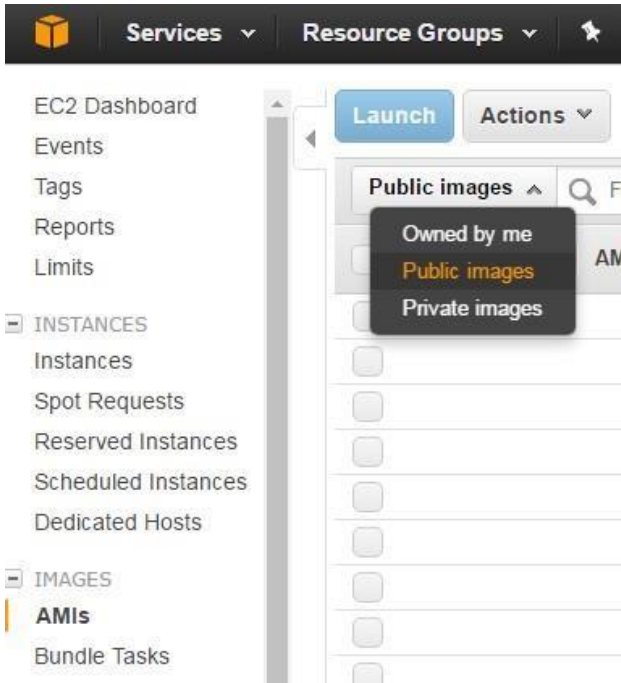 Services
Resource Groups
EC2 Dashboard
Events
Tags
Reports
Limits
INSTANCES
Instances
Spot Requests
Reserved Instances
Scheduled Instances
Dedicated Hosts
IMAGES
AMIs
Bundle Tasks
Launch
Actions
Public images
F
Owned by me
Public images
Private images
AM